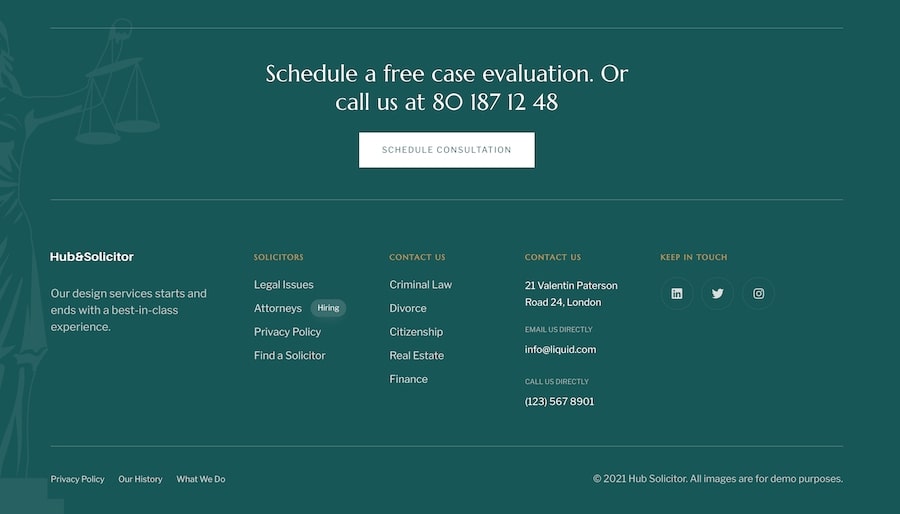 Schedule a free case evaluation. Or
call us at 80 187 12 48
SCHEDULE CONSULTATION
Hub&Solicitor
Our design services starts and
ends with a best-in-class
experience.
SOLICITORS
Legal Issues
Attorneys Hiring
Privacy Policy
Find a Solicitor
CONTACT US
Criminal Law
Divorce
Citizenship
Real Estate
Finance
CONTACT US
21 Valentin Paterson
Road 24, London
EMAIL US DIRECTLY
info@liquid.com
CALL US DIRECTLY
(123) 567 8901
KEEP IN TOUCH
Privacy Policy Our History What We Do
© 2021 Hub Solicitor. All images are for demo purposes.